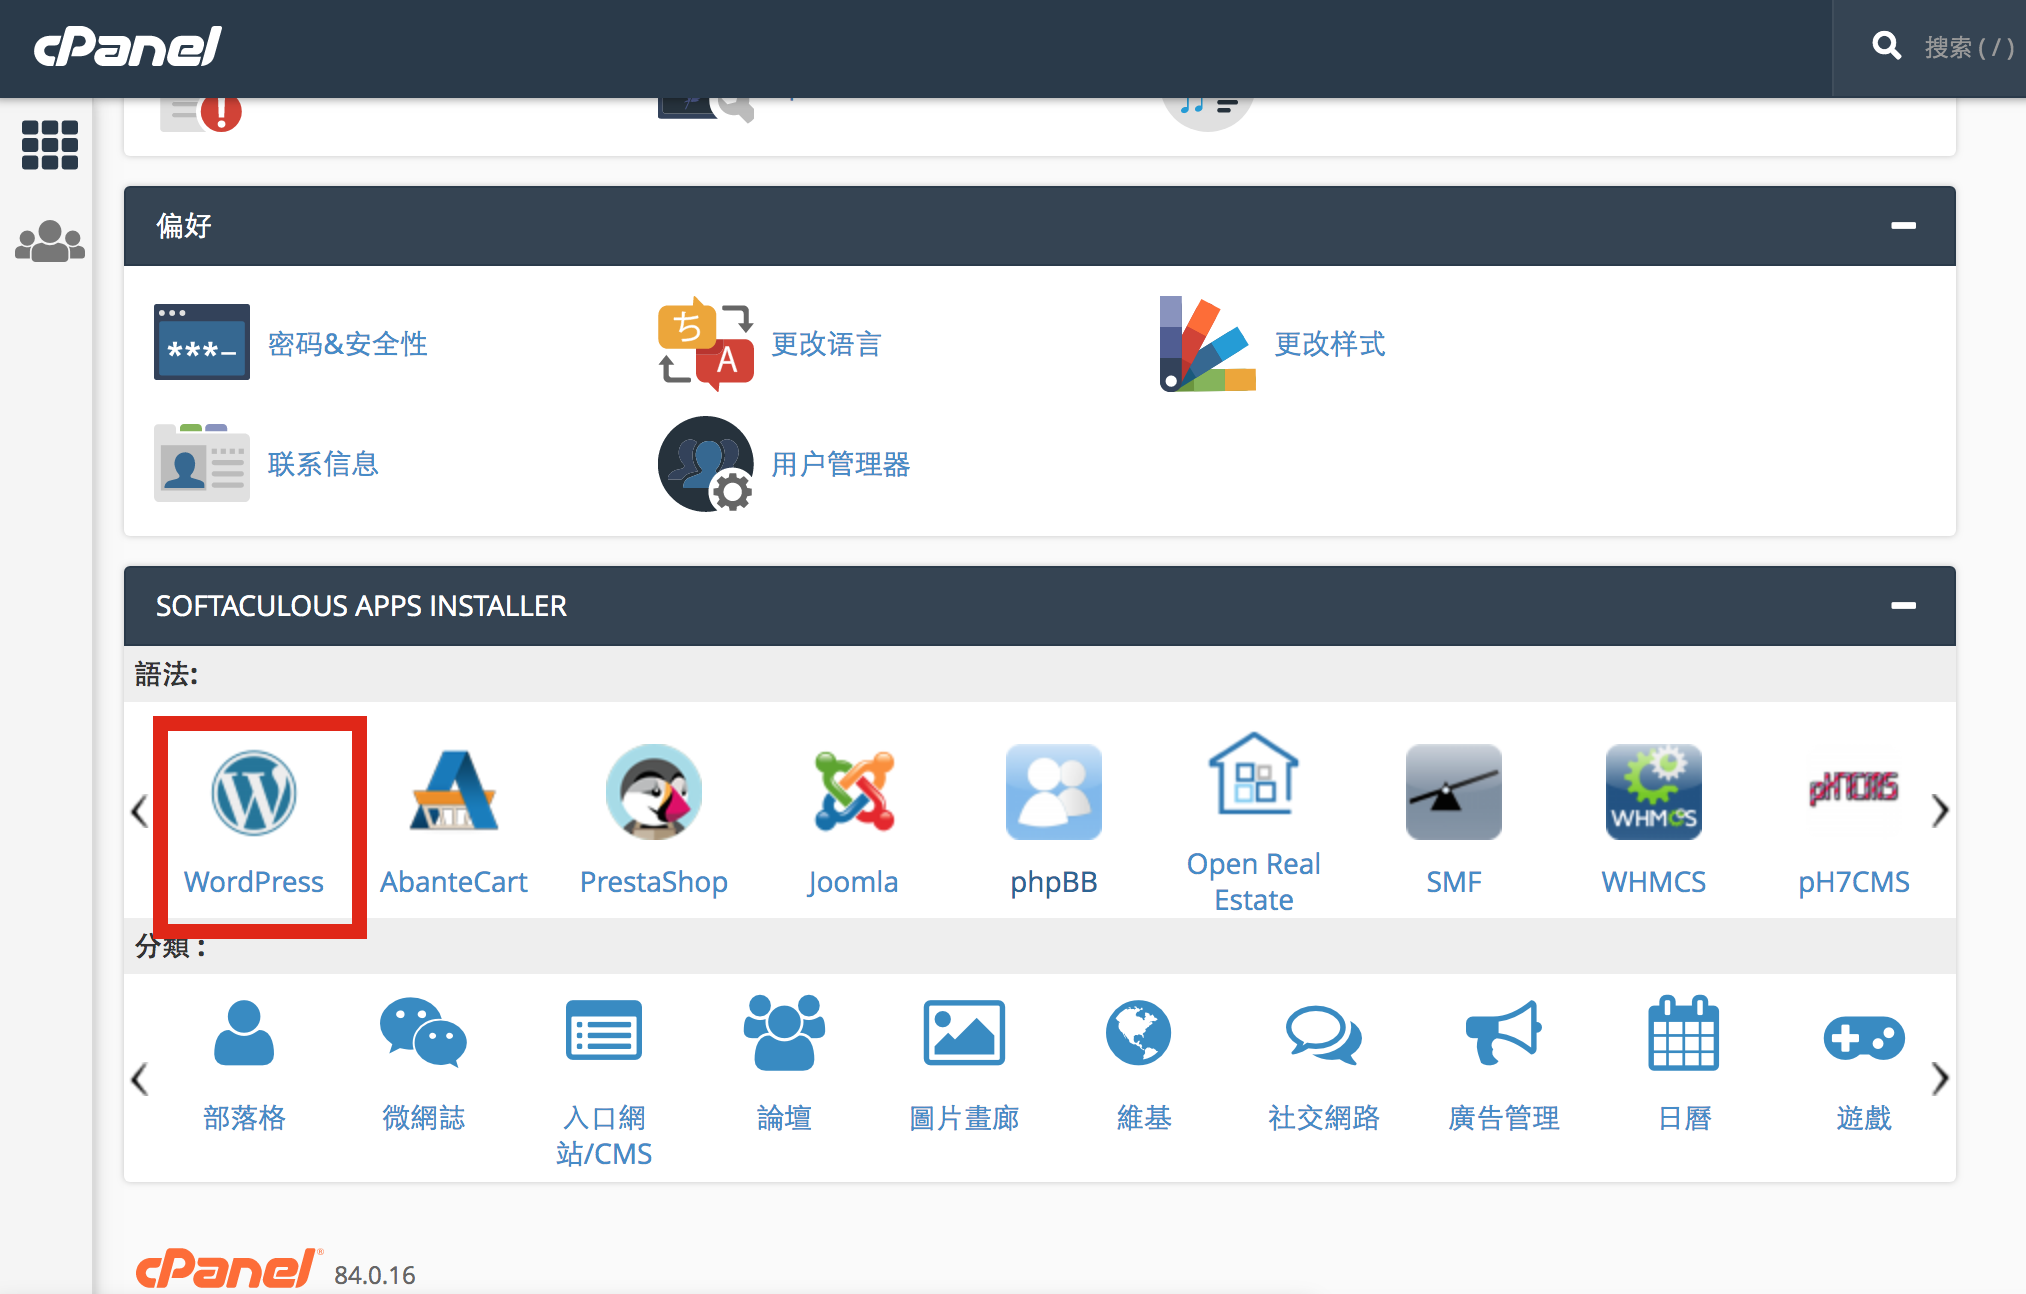 cPanel
搜索 ( / )
偏好
密码&安全性
更改语言
更改样式
联系信息
用户管理器
SOFTACULOUS APPS INSTALLER
語法:
WordPress
AbanteCart
PrestaShop
Joomla
phpBB
Open Real
Estate
SMF
WHMCS
pH7CMS
分類 :
部落格
微網誌
入口網
站/CMS
論壇
圖片畫廊
維基
社交網路
廣告管理
日曆
遊戲
cPanel® 84.0.16